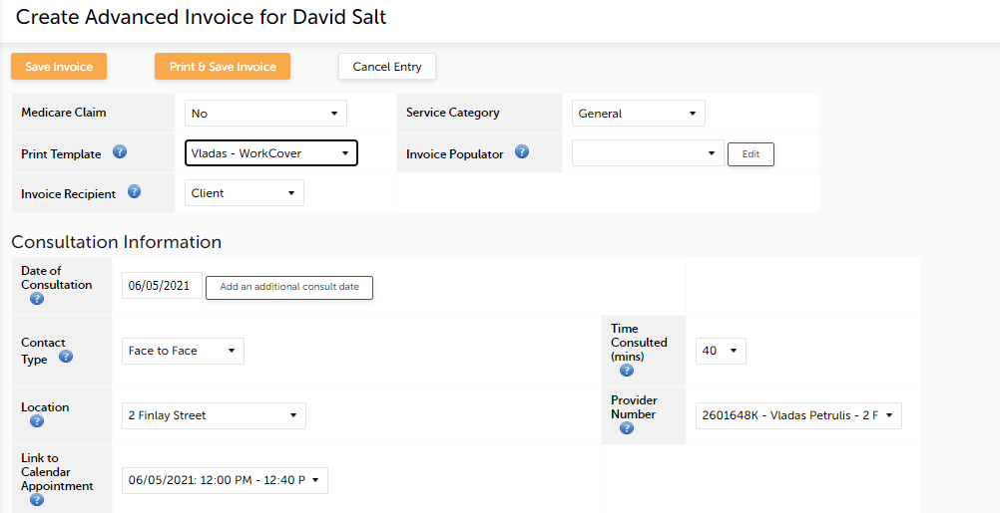 Create Advanced Invoice for David Salt
Save Invoice
Print & Save Invoice
Cancel Entry
Medicare Claim
No
Service Category
General
Print Template ?
Vladas - WorkCover
Invoice Populator ?
Edit
Invoice Recipient ?
Client
Consultation Information
Date of
Consultation
?
06/05/2021
Add an additional consult date
Contact
Type ?
Face to Face
Time
Consulted
(mins)
?
40
Location
?
2 Finlay Street
Provider
Number
?
2601648K - Vladas Petrulis - 2 F
Link to
Calendar
Appointment
?
06/05/2021: 12:00 PM - 12:40 P